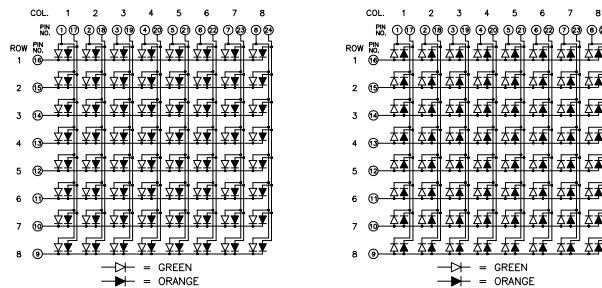 COL. 1 2 3 4 5 6 7 8
PIN NO. 1 17 2 18 3 19 4 20 5 21 6 22 7 23 8 24
ROW PIN NO.
1 16
2 15
3 14
4 13
5 12
6 11
7 10
8 9
= GREEN
= ORANGE
COL. 1 2 3 4 5 6 7 8
PIN NO. 1 17 2 18 3 19 4 20 5 21 6 22 7 23 8
ROW PIN NO.
1 16
2 15
3 14
4 13
5 12
6 11
7 10
8 9
= GREEN
= ORANGE